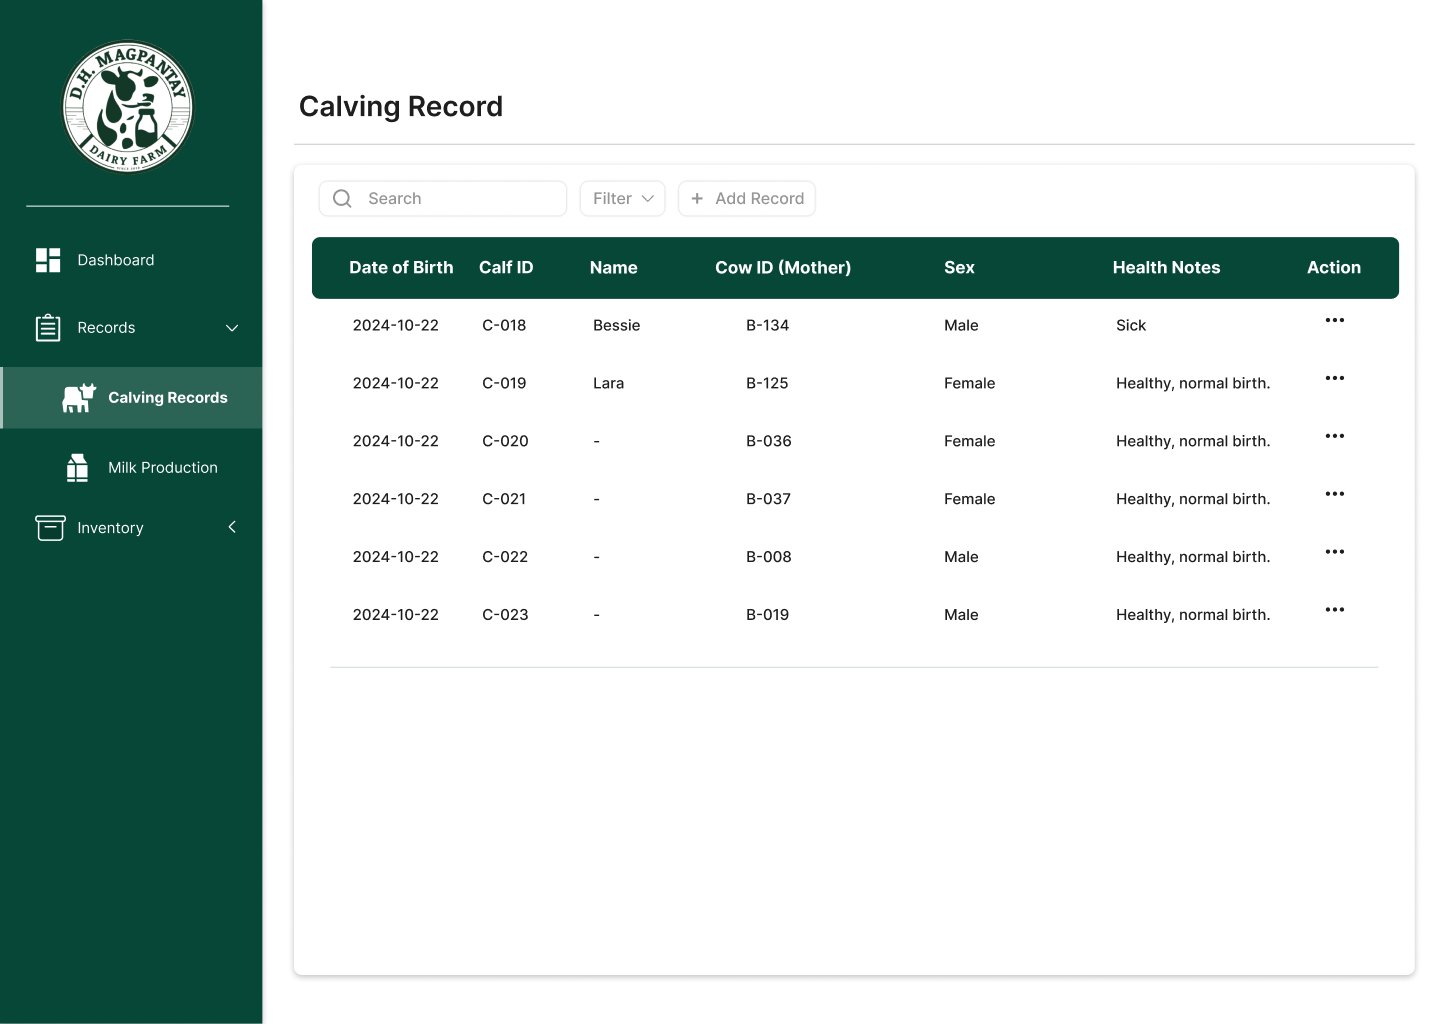 D.H. MAGPANTAY
DAIRY FARM
Dashboard
Records
Calving Records
Milk Production
Inventory
Calving Record
Search
Filter
+ Add Record
Date of Birth Calf ID Name Cow ID (Mother) Sex Health Notes Action
2024-10-22 C-018 Bessie B-134 Male Sick •••
2024-10-22 C-019 Lara B-125 Female Healthy, normal birth. •••
2024-10-22 C-020 - B-036 Female Healthy, normal birth. •••
2024-10-22 C-021 - B-037 Female Healthy, normal birth. •••
2024-10-22 C-022 - B-008 Male Healthy, normal birth. •••
2024-10-22 C-023 - B-019 Male Healthy, normal birth. •••